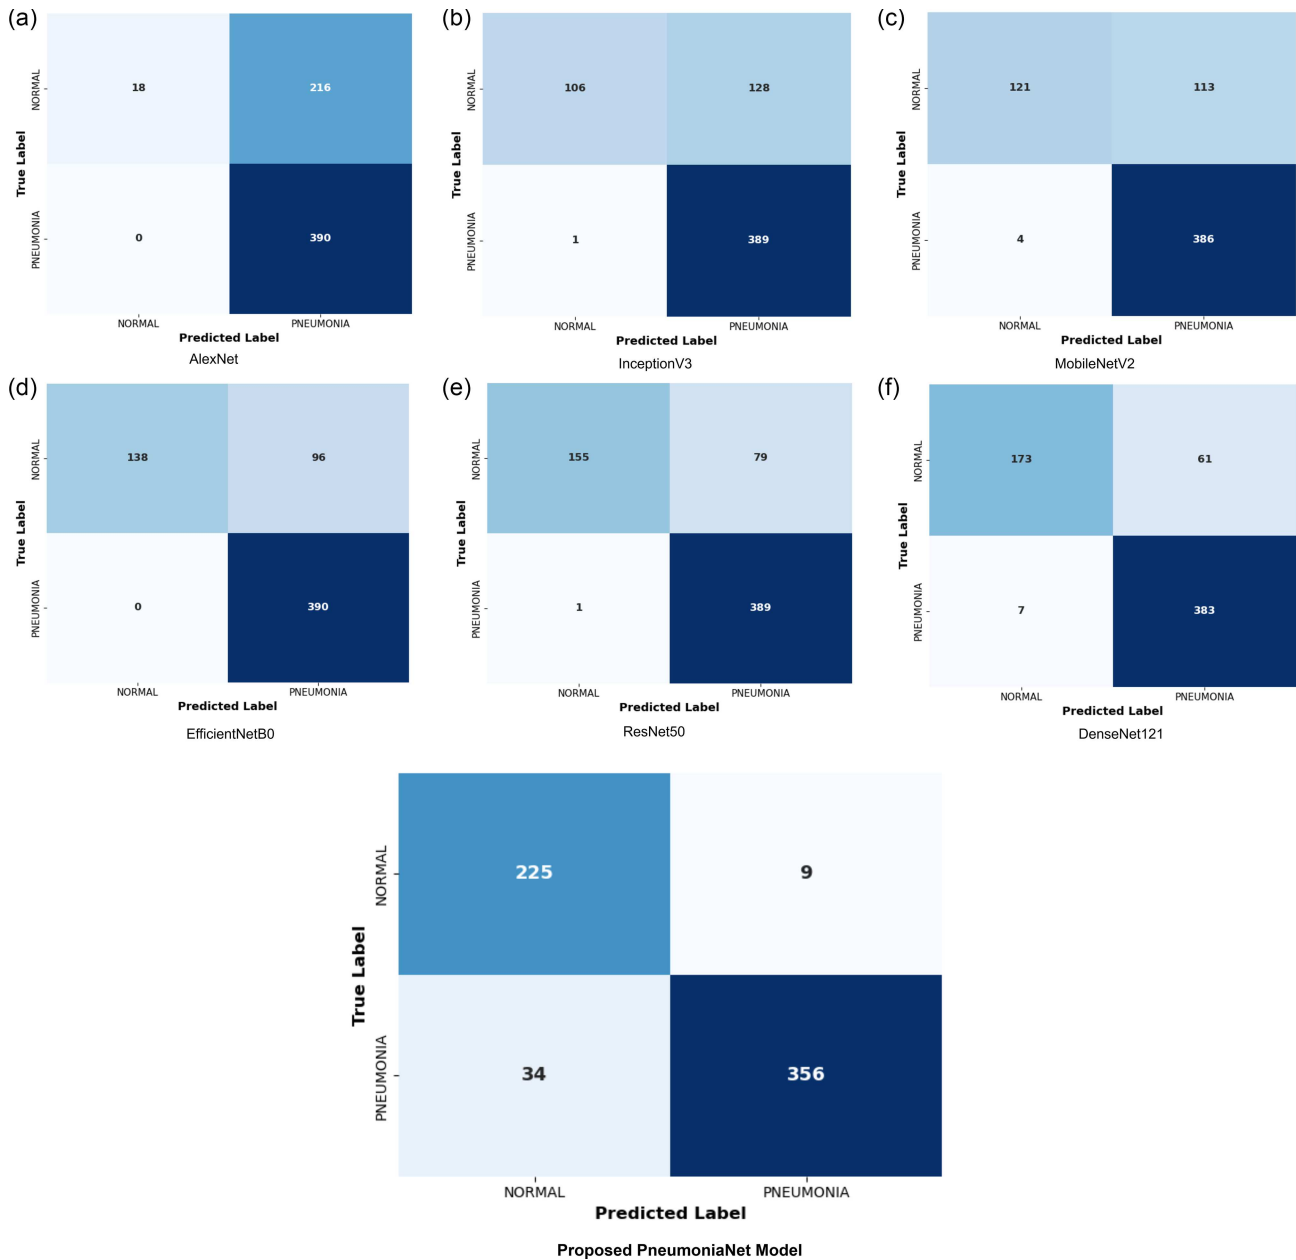 (a)
NORMAL
18
216
True Label
PNEUMONIA
0
390
NORMAL
PNEUMONIA
Predicted Label
AlexNet
(b)
NORMAL
106
128
True Label
PNEUMONIA
1
389
NORMAL
PNEUMONIA
Predicted Label
InceptionV3
(c)
NORMAL
121
113
True Label
PNEUMONIA
4
386
NORMAL
PNEUMONIA
Predicted Label
MobileNetV2
(d)
NORMAL
138
96
True Label
PNEUMONIA
0
390
NORMAL
PNEUMONIA
Predicted Label
EfficientNetB0
(e)
NORMAL
155
79
True Label
PNEUMONIA
1
389
NORMAL
PNEUMONIA
Predicted Label
ResNet50
(f)
NORMAL
173
61
True Label
PNEUMONIA
7
383
NORMAL
PNEUMONIA
Predicted Label
DenseNet121
NORMAL
225
9
True Label
PNEUMONIA
34
356
NORMAL
PNEUMONIA
Predicted Label
Proposed PneumoniaNet Model